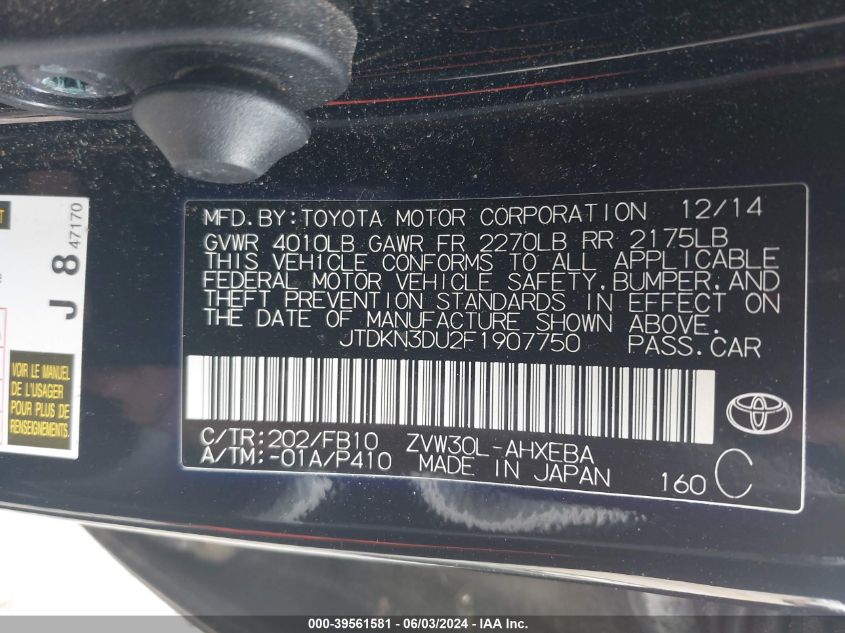 MFD. BY: TOYOTA MOTOR CORPORATION 12/14
GVWR 4010LB GAWR FR 2270LB RR 2175LB
THIS VEHICLE CONFORMS TO ALL APPLICABLE
FEDERAL MOTOR VEHICLE SAFETY, BUMPER, AND
THEFT PREVENTION STANDARDS IN EFFECT ON
THE DATE OF MANUFACTURE SHOWN ABOVE.
JTDKN3DU2F1907750 PASS. CAR
C/TR: 202/FB10 ZVW30L-AHXEBA
A/TM: -01A/P410 MADE IN JAPAN 160 C
J 8 47170
VOIR LE MANUEL
DE L'USAGER
POUR PLUS DE
RENSEIGNEMENTS.
000-39561581 - 06/03/2024 - IAA Inc.